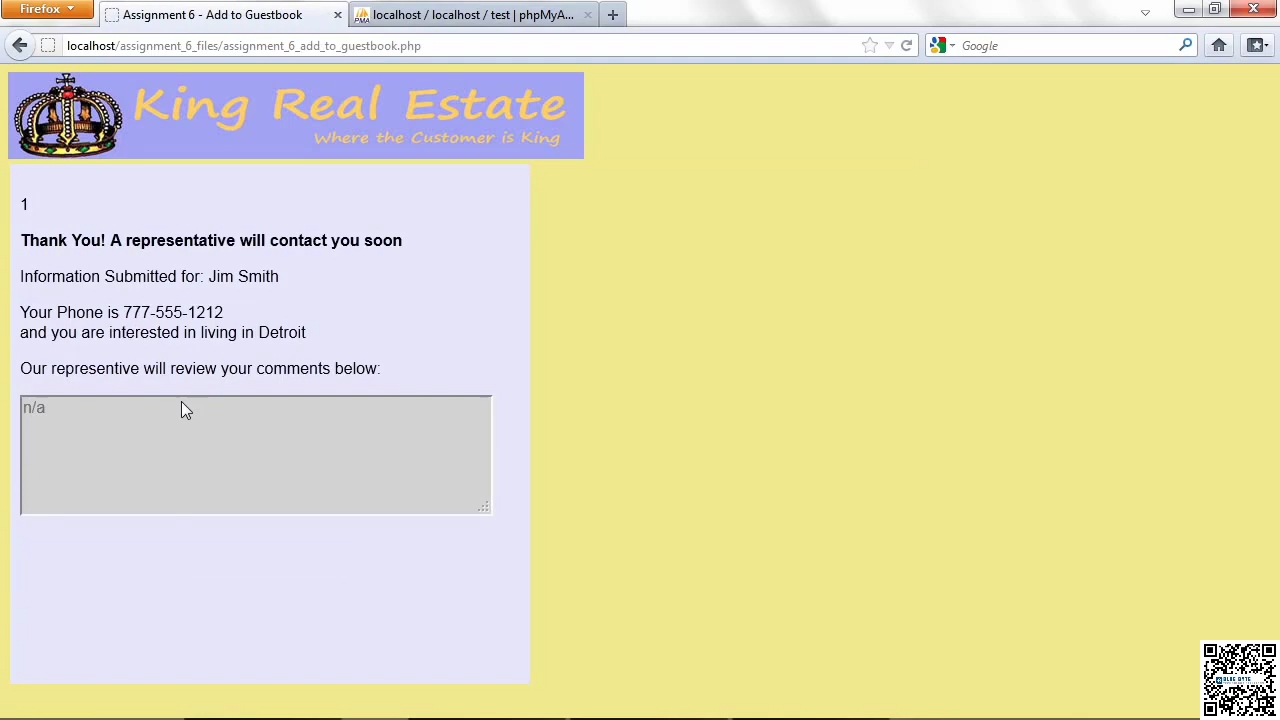 Firefox
Assignment 6 - Add to Guestbook
localhost / localhost / test | phpMyA...
localhost/assignment_6_files/assignment_6_add_to_guestbook.php
Google
King Real Estate
Where the Customer is King
1
Thank You! A representative will contact you soon
Information Submitted for: Jim Smith
Your Phone is 777-555-1212
and you are interested in living in Detroit
Our representive will review your comments below:
n/a
BLUE BYTE